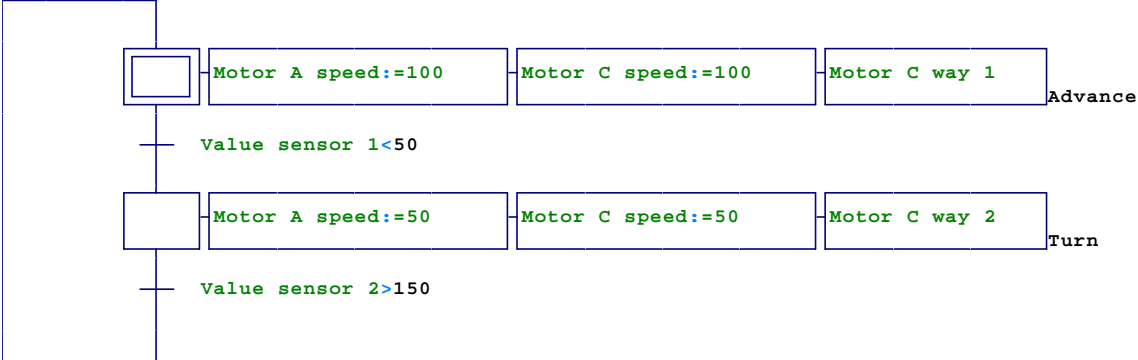 Motor A speed:=100 Motor C speed:=100 Motor C way 1
Advance
Value sensor 1<50
Motor A speed:=50 Motor C speed:=50 Motor C way 2
Turn
Value sensor 2>150